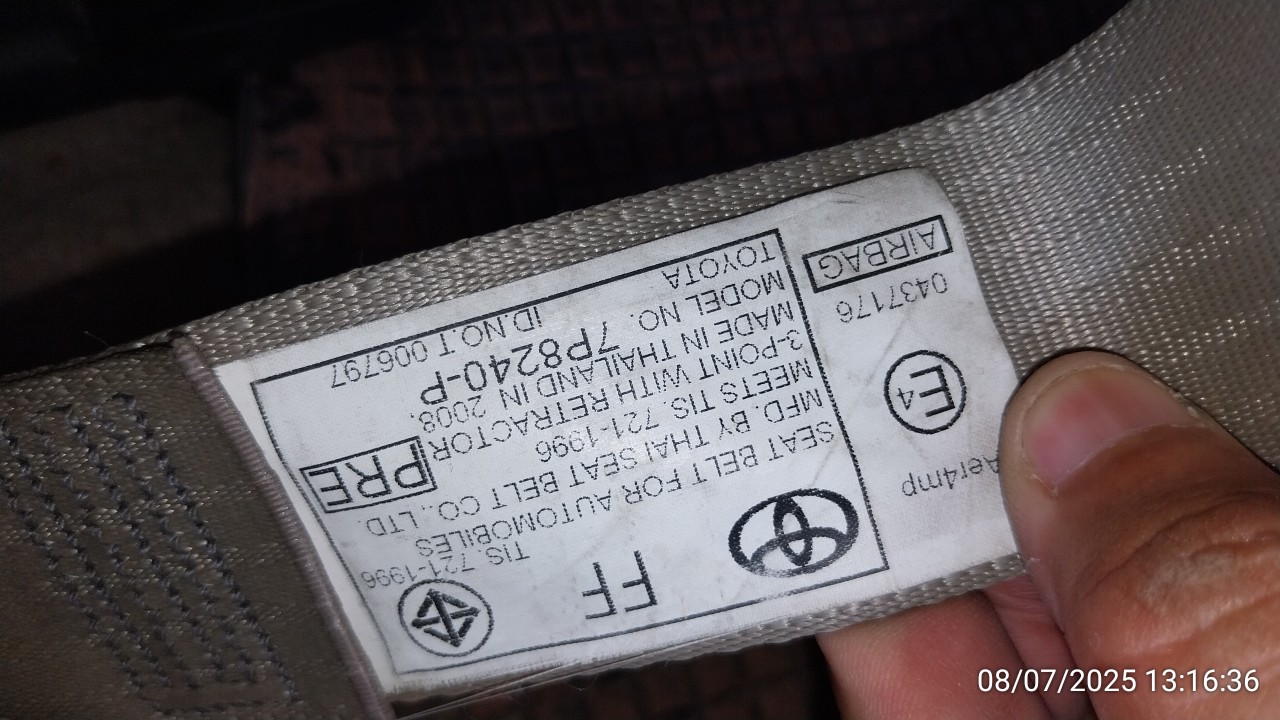 FF
TIS. 721-1996
SEAT BELT FOR AUTOMOBILES
MFD. BY THAI SEAT BELT CO., LTD.
MEETS TIS. 721-1996
3-POINT WITH RETRACTOR
PRE
MADE IN THAILAND IN 2008.
MODEL NO. 7P8240-P
TOYOTA ID.NO.T 006797
Aer4mp
E4
0437176
AIRBAG
08/07/2025 13:16:36